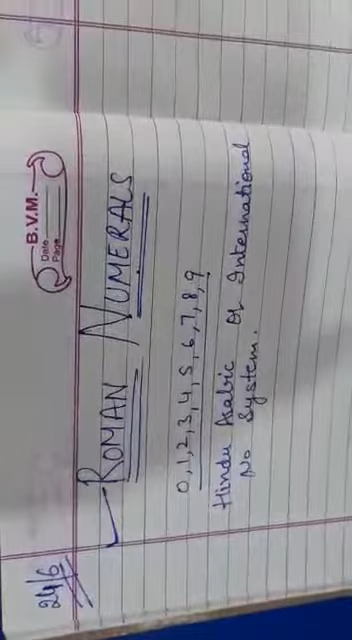 B.V.M.
Date
Page
24/6
ROMAN NUMERALS
0,1,2,3,4,5,6,7,8,9
Hindu Arabic or International
No System.